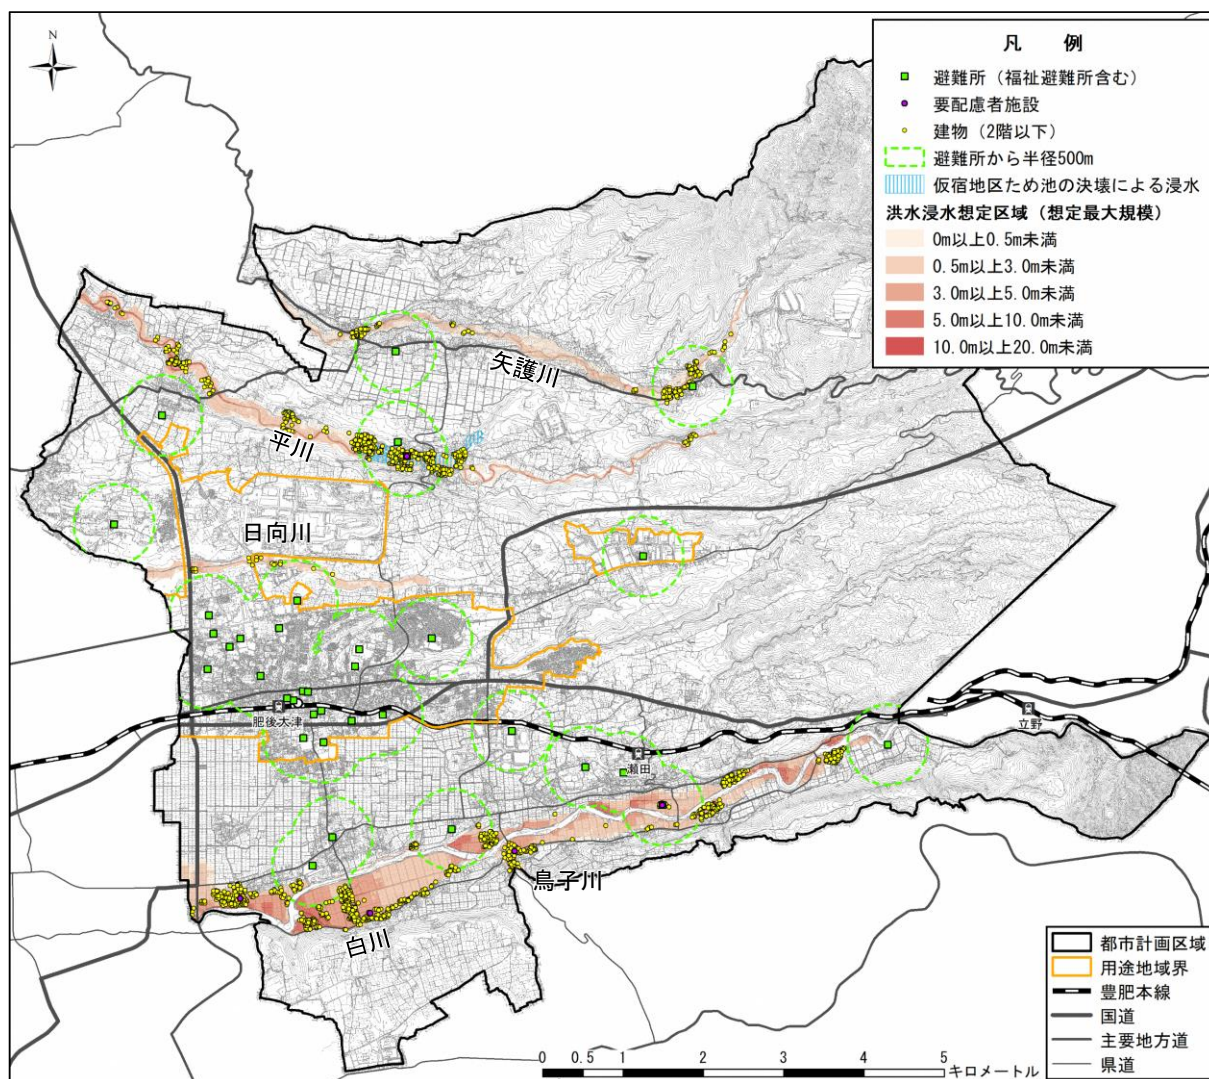 N
凡　例
避難所（福祉避難所含む）
要配慮者施設
建物（2階以下）
避難所から半径500m
仮宿地区ため池の決壊による浸水
洪水浸水想定区域（想定最大規模）
0m以上0.5m未満
0.5m以上3.0m未満
3.0m以上5.0m未満
5.0m以上10.0m未満
10.0m以上20.0m未満
矢護川
平川
日向川
肥後大津
瀬田
立野
鳥子川
白川
都市計画区域
用途地域界
豊肥本線
国道
主要地方道
県道
0 0.5 1 2 3 4 5
キロメートル